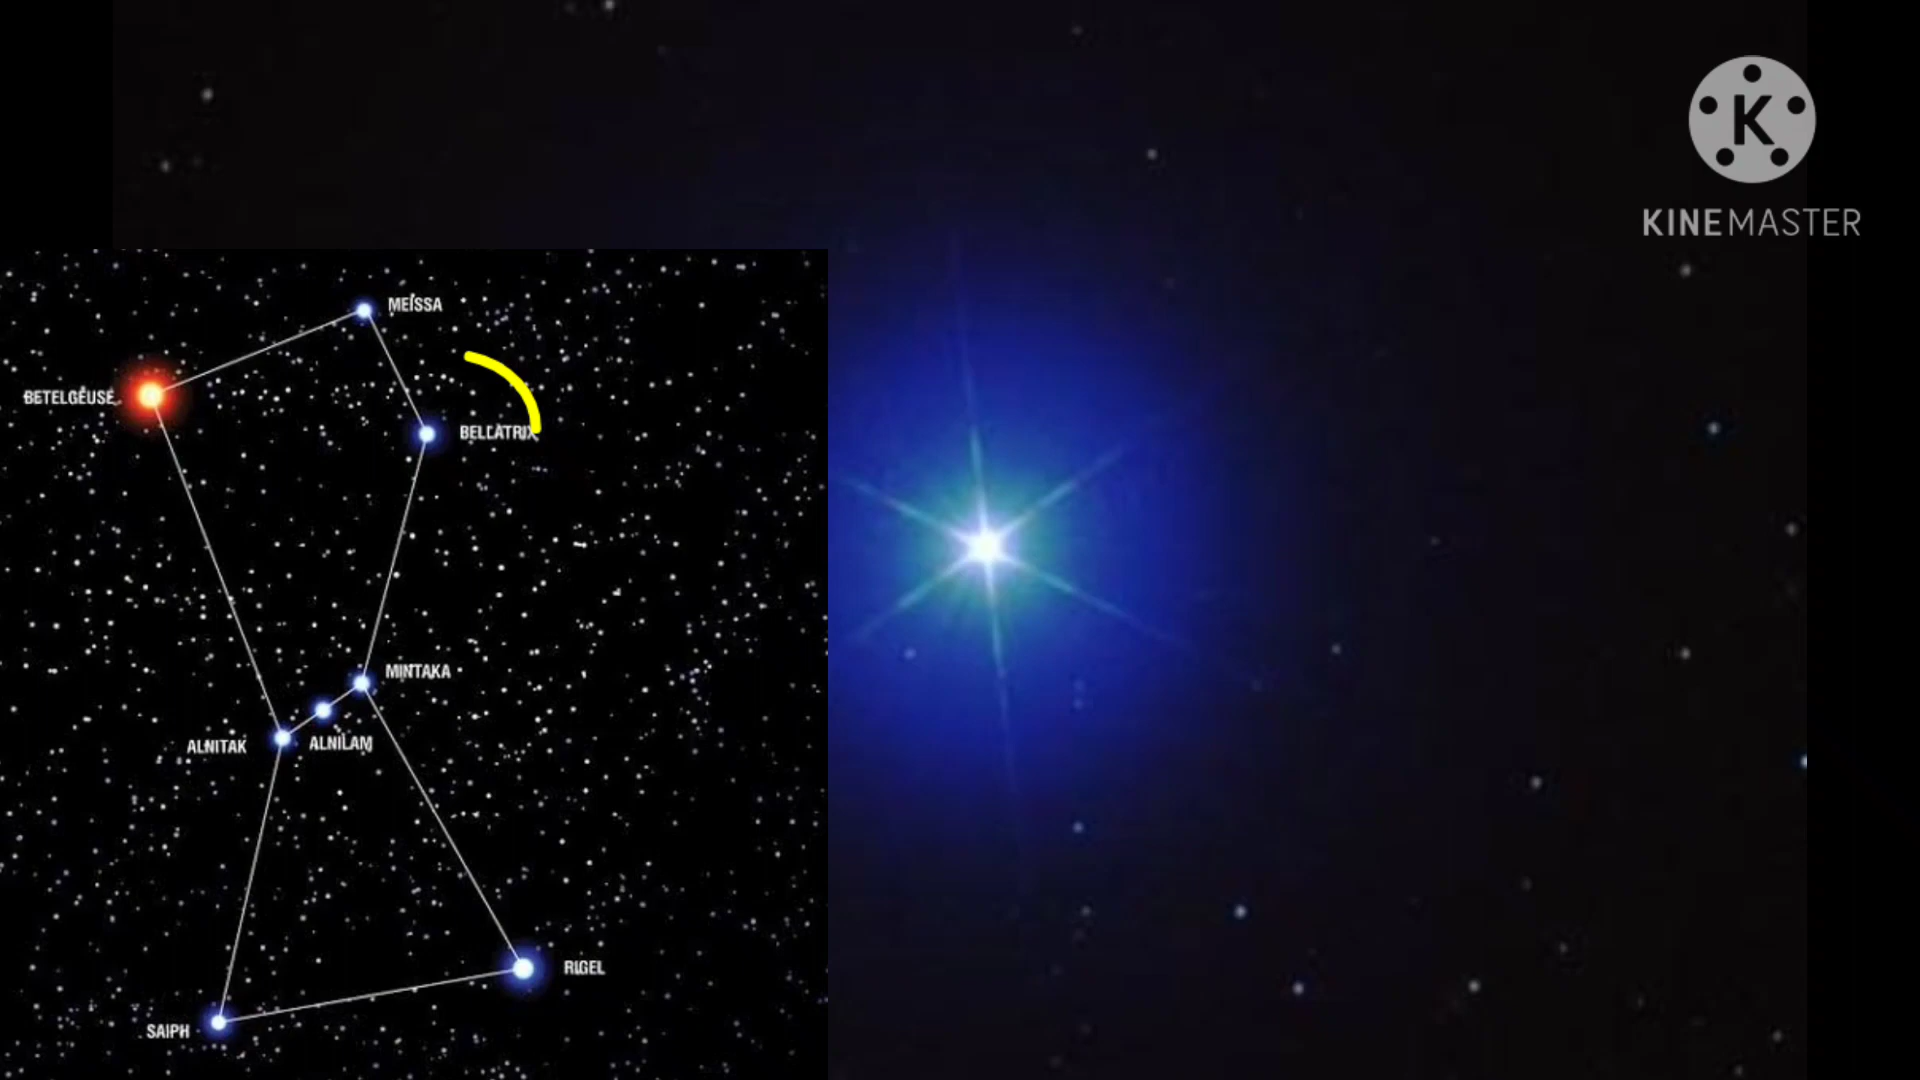 K
KINEMASTER
MEISSA
BETELGEUSE
BELLATRIX
MINTAKA
ALNITAK
ALNILAM
RIGEL
SAIPH